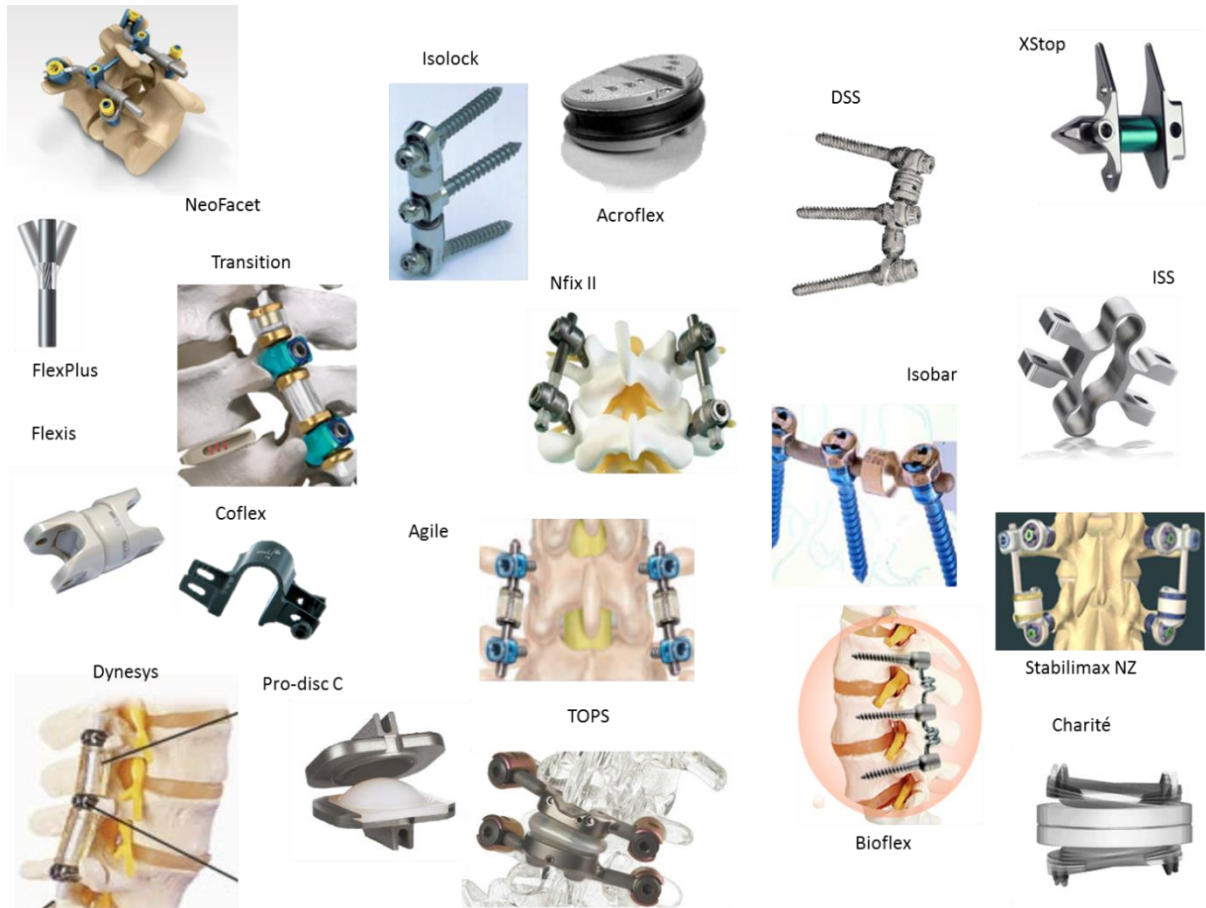 XStop
Isolock
DSS
NeoFacet
Acroflex
Transition
Nfix II
ISS
FlexPlus
Isobar
Flexis
Coflex
Agile
Stabilimax NZ
Dynesys
Pro-disc C
TOPS
Charité
Bioflex